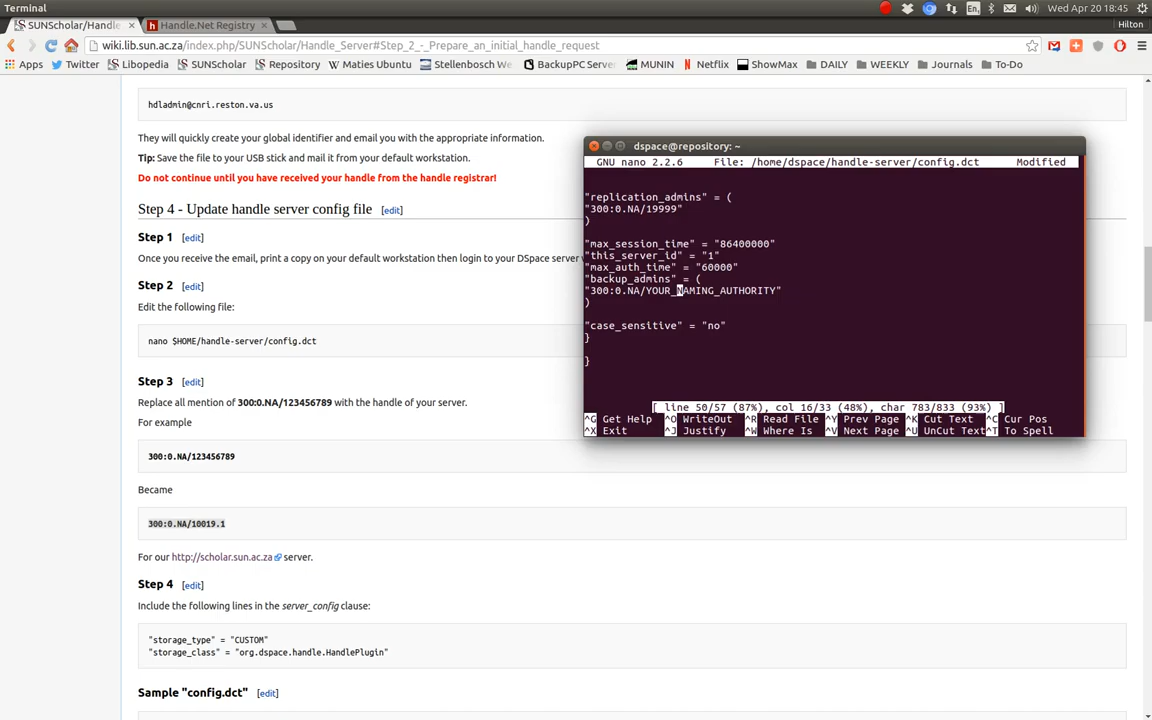 Terminal
En
Wed Apr 20 18:45
SUNScholar/Handle
Handle.Net Registry
Hilton
wiki.lib.sun.ac.za/index.php/SUNScholar/Handle_Server#Step_2_-_Prepare_an_initial_handle_request
Apps Twitter Libopedia SUNScholar Repository Maties Ubuntu Stellenbosch We BackupPC Server MUNIN Netflix ShowMax DAILY WEEKLY Journals To-Do
hdladmin@cnri.reston.va.us
They will quickly create your global identifier and email you with the appropriate information.
Tip: Save the file to your USB stick and mail it from your default workstation.
Do not continue until you have received your handle from the handle registrar!
Step 4 - Update handle server config file [edit]
Step 1 [edit]
Once you receive the email, print a copy on your default workstation then login to your DSpace server
Step 2 [edit]
Edit the following file:
nano $HOME/handle-server/config.dct
Step 3 [edit]
Replace all mention of 300:0.NA/123456789 with the handle of your server.
For example
300:0.NA/123456789
Became
300:0.NA/10019.1
For our http://scholar.sun.ac.za server.
Step 4 [edit]
Include the following lines in the server_config clause:
"storage_type" = "CUSTOM"
"storage_class" = "org.dspace.handle.HandlePlugin"
Sample "config.dct" [edit]
dspace@repository: ~
GNU nano 2.2.6 File: /home/dspace/handle-server/config.dct Modified
"replication_admins" = (
"300:0.NA/19999"
)
"max_session_time" = "86400000"
"this_server_id" = "1"
"max_auth_time" = "60000"
"backup_admins" = (
"300:0.NA/YOUR_NAMING_AUTHORITY"
)
"case_sensitive" = "no"
}
}
[ line 50/57 (87%), col 16/33 (48%), char 783/833 (93%) ]
^G Get Help ^O WriteOut ^R Read File ^Y Prev Page ^K Cut Text ^C Cur Pos
^X Exit ^J Justify ^W Where Is ^V Next Page ^U UnCut Text ^T To Spell